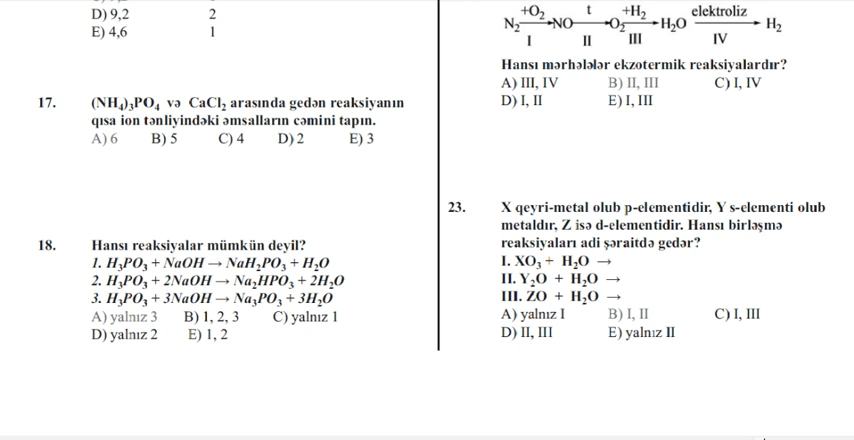 D) 9,2 2
E) 4,6 1
17. (NH₄)₃PO₄ və CaCl₂ arasında gedən reaksiyanın
qısa ion tənliyindəki əmsalların cəmini tapın.
A) 6 B) 5 C) 4 D) 2 E) 3
18. Hansı reaksiyalar mümkün deyil?
1. H₃PO₃ + NaOH → NaH₂PO₃ + H₂O
2. H₃PO₃ + 2NaOH → Na₂HPO₃ + 2H₂O
3. H₃PO₃ + 3NaOH → Na₃PO₃ + 3H₂O
A) yalnız 3 B) 1, 2, 3 C) yalnız 1
D) yalnız 2 E) 1, 2
+O₂ t +H₂ elektroliz
N₂ NO O₂ H₂O → H₂
I II III IV
Hansı mərhələlər ekzotermik reaksiyalardır?
A) III, IV B) II, III C) I, IV
D) I, II E) I, III
23. X qeyri-metal olub p-elementidir, Y s-elementi olub
metaldır, Z isə d-elementidir. Hansı birləşmə
reaksiyaları adi şəraitdə gedər?
I. XO₃ + H₂O →
II. Y₂O + H₂O →
III. ZO + H₂O →
A) yalnız I B) I, II C) I, III
D) II, III E) yalnız II